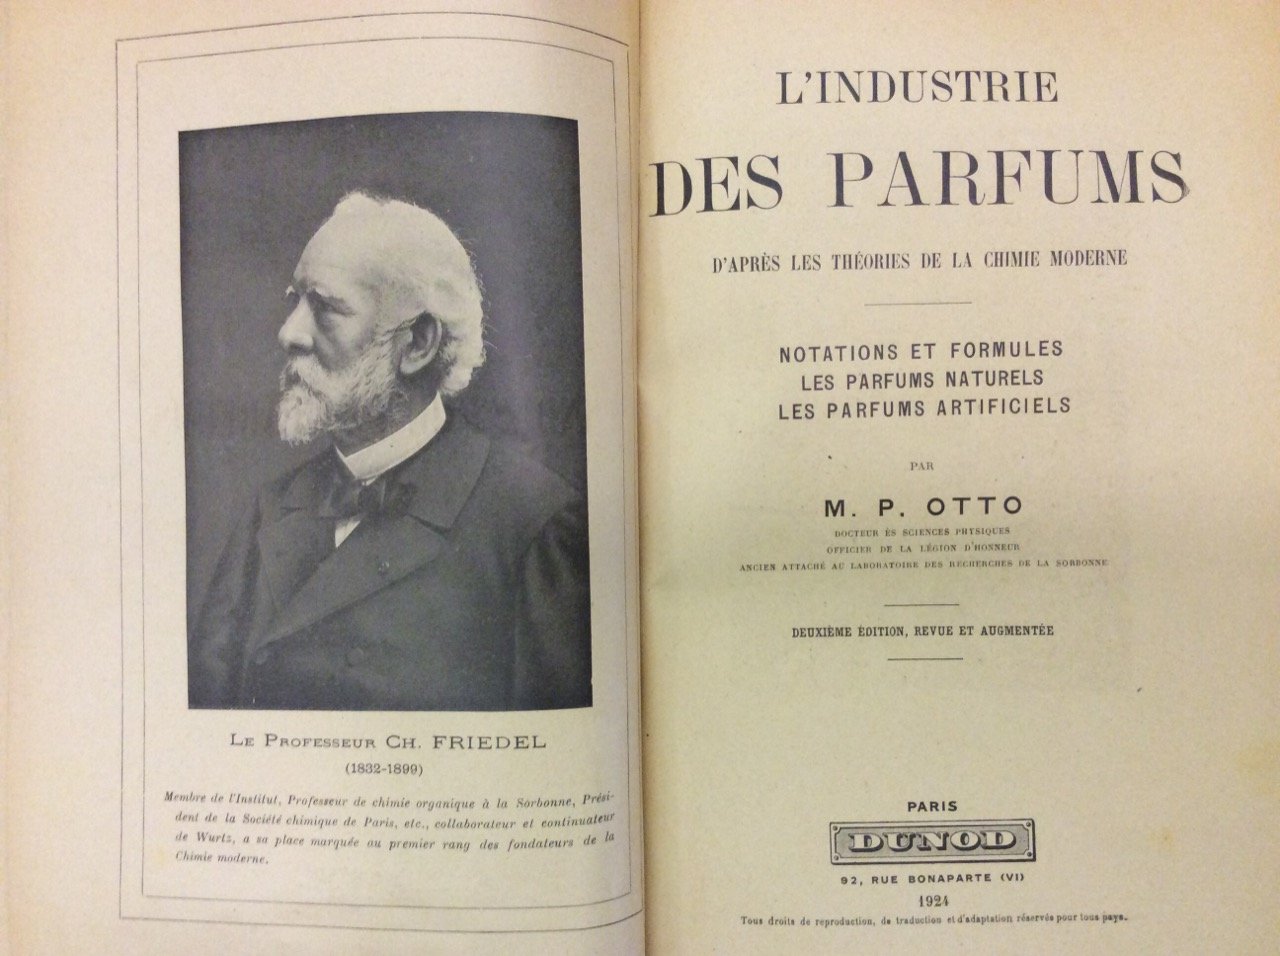 Le Professeur Ch. FRIEDEL
(1832-1899)
Membre de l'Institut, Professeur de chimie organique à la Sorbonne, Prési-
dent de la Société chimique de Paris, etc., collaborateur et continuateur
de Wurtz, a sa place marquée au premier rang des fondateurs de la
Chimie moderne.
L'INDUSTRIE
DES PARFUMS
D'APRÈS LES THÉORIES DE LA CHIMIE MODERNE
NOTATIONS ET FORMULES
LES PARFUMS NATURELS
LES PARFUMS ARTIFICIELS
PAR
M. P. OTTO
DOCTEUR ÈS SCIENCES PHYSIQUES
OFFICIER DE LA LÉGION D'HONNEUR
ANCIEN ATTACHÉ AU LABORATOIRE DES RECHERCHES DE LA SORBONNE
DEUXIÈME ÉDITION, REVUE ET AUGMENTÉE
PARIS
DUNOD
92, RUE BONAPARTE (VI)
1924
Tous droits de reproduction, de traduction et d'adaptation réservés pour tous pays.